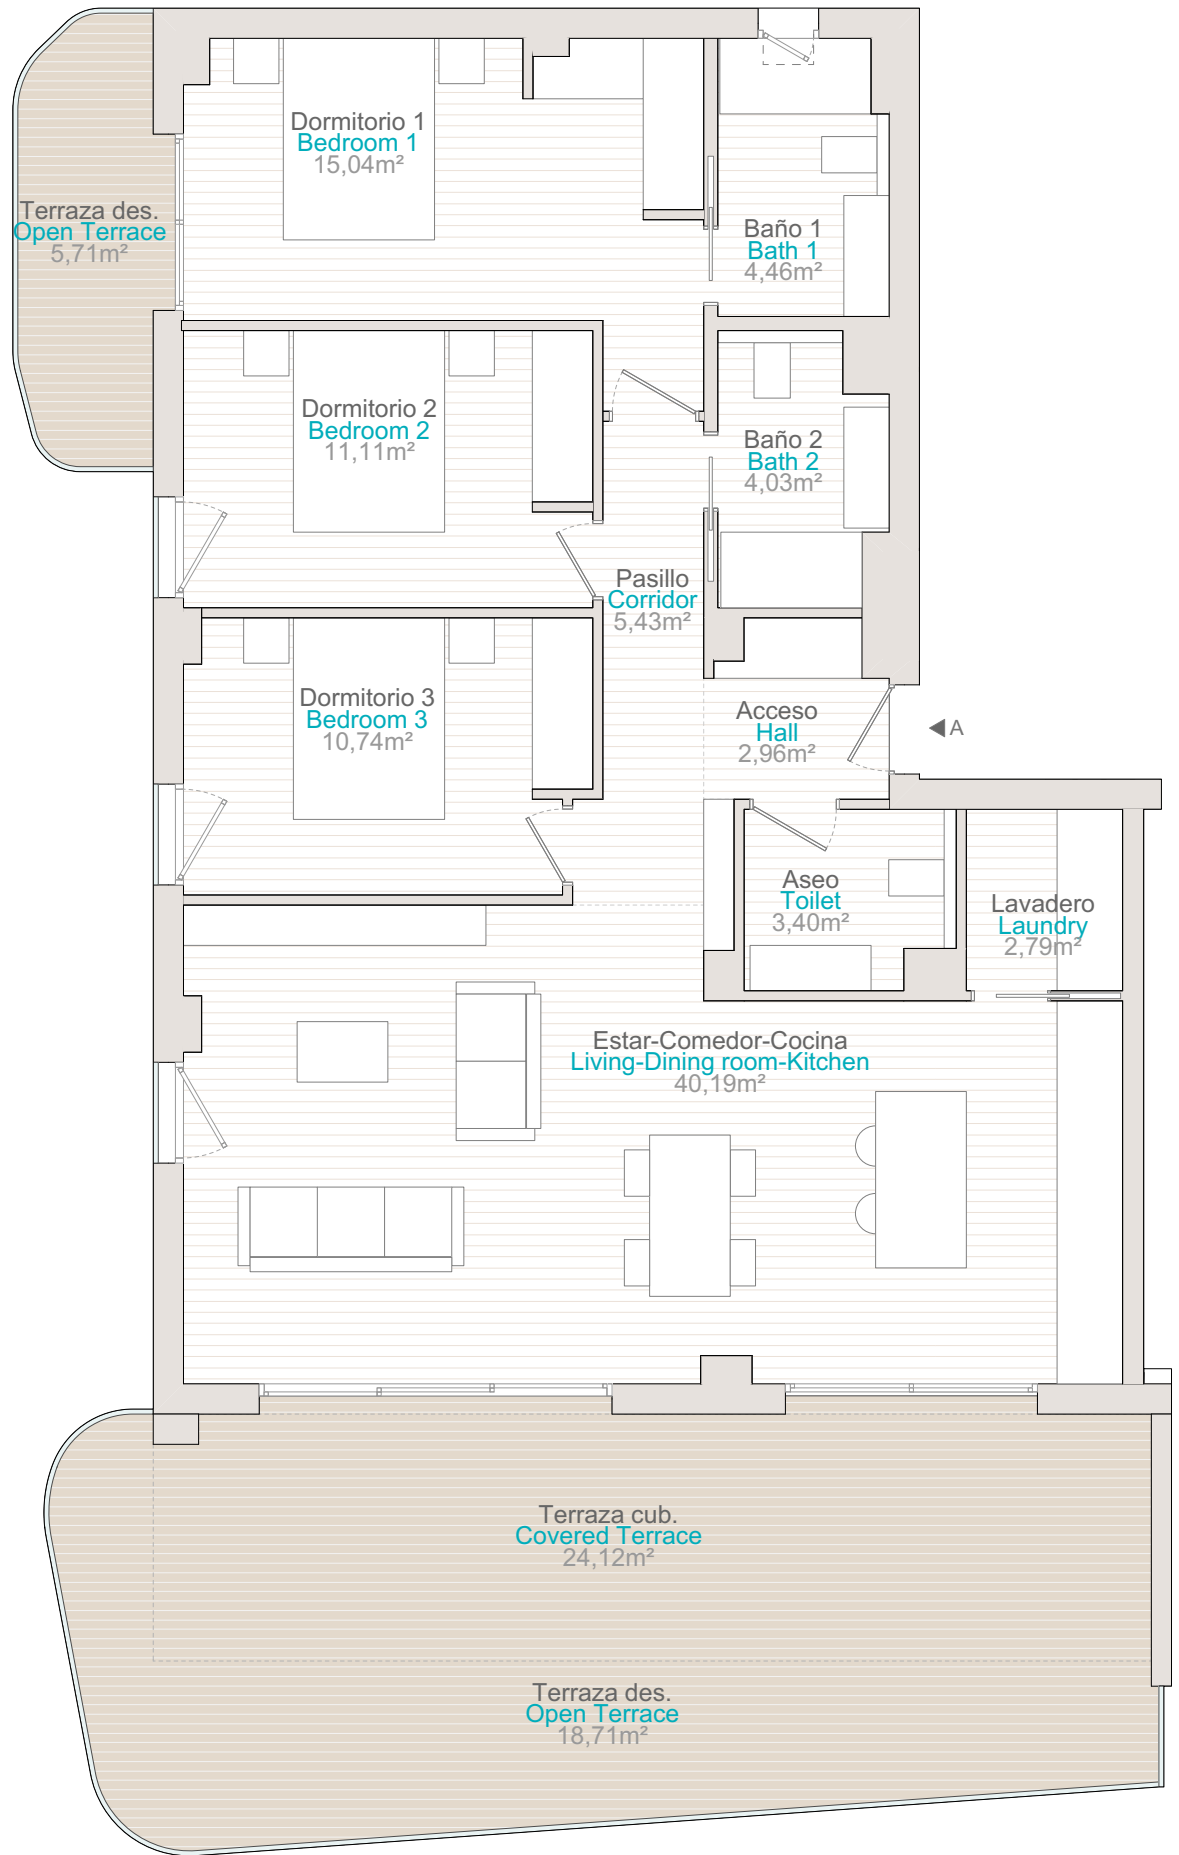 Dormitorio 1
Bedroom 1
15,04m²
Terraza des.
Open Terrace
5,71m²
Baño 1
Bath 1
4,46m²
Dormitorio 2
Bedroom 2
11,11m²
Baño 2
Bath 2
4,03m²
Pasillo
Corridor
5,43m²
Dormitorio 3
Bedroom 3
10,74m²
Acceso
Hall
2,96m²
A
Aseo
Toilet
3,40m²
Lavadero
Laundry
2,79m²
Estar-Comedor-Cocina
Living-Dining room-Kitchen
40,19m²
Terraza cub.
Covered Terrace
24,12m²
Terraza des.
Open Terrace
18,71m²